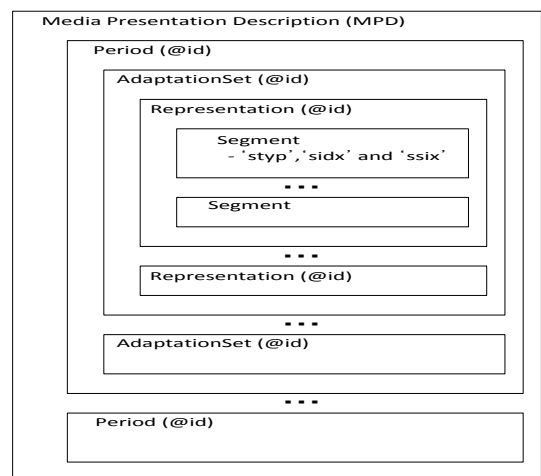 Media Presentation Description (MPD)
Period (@id)
AdaptationSet (@id)
Representation (@id)
Segment
- ‘styp’,‘sidx’ and ‘ssix’
...
Segment
...
Representation (@id)
...
AdaptationSet (@id)
...
Period (@id)